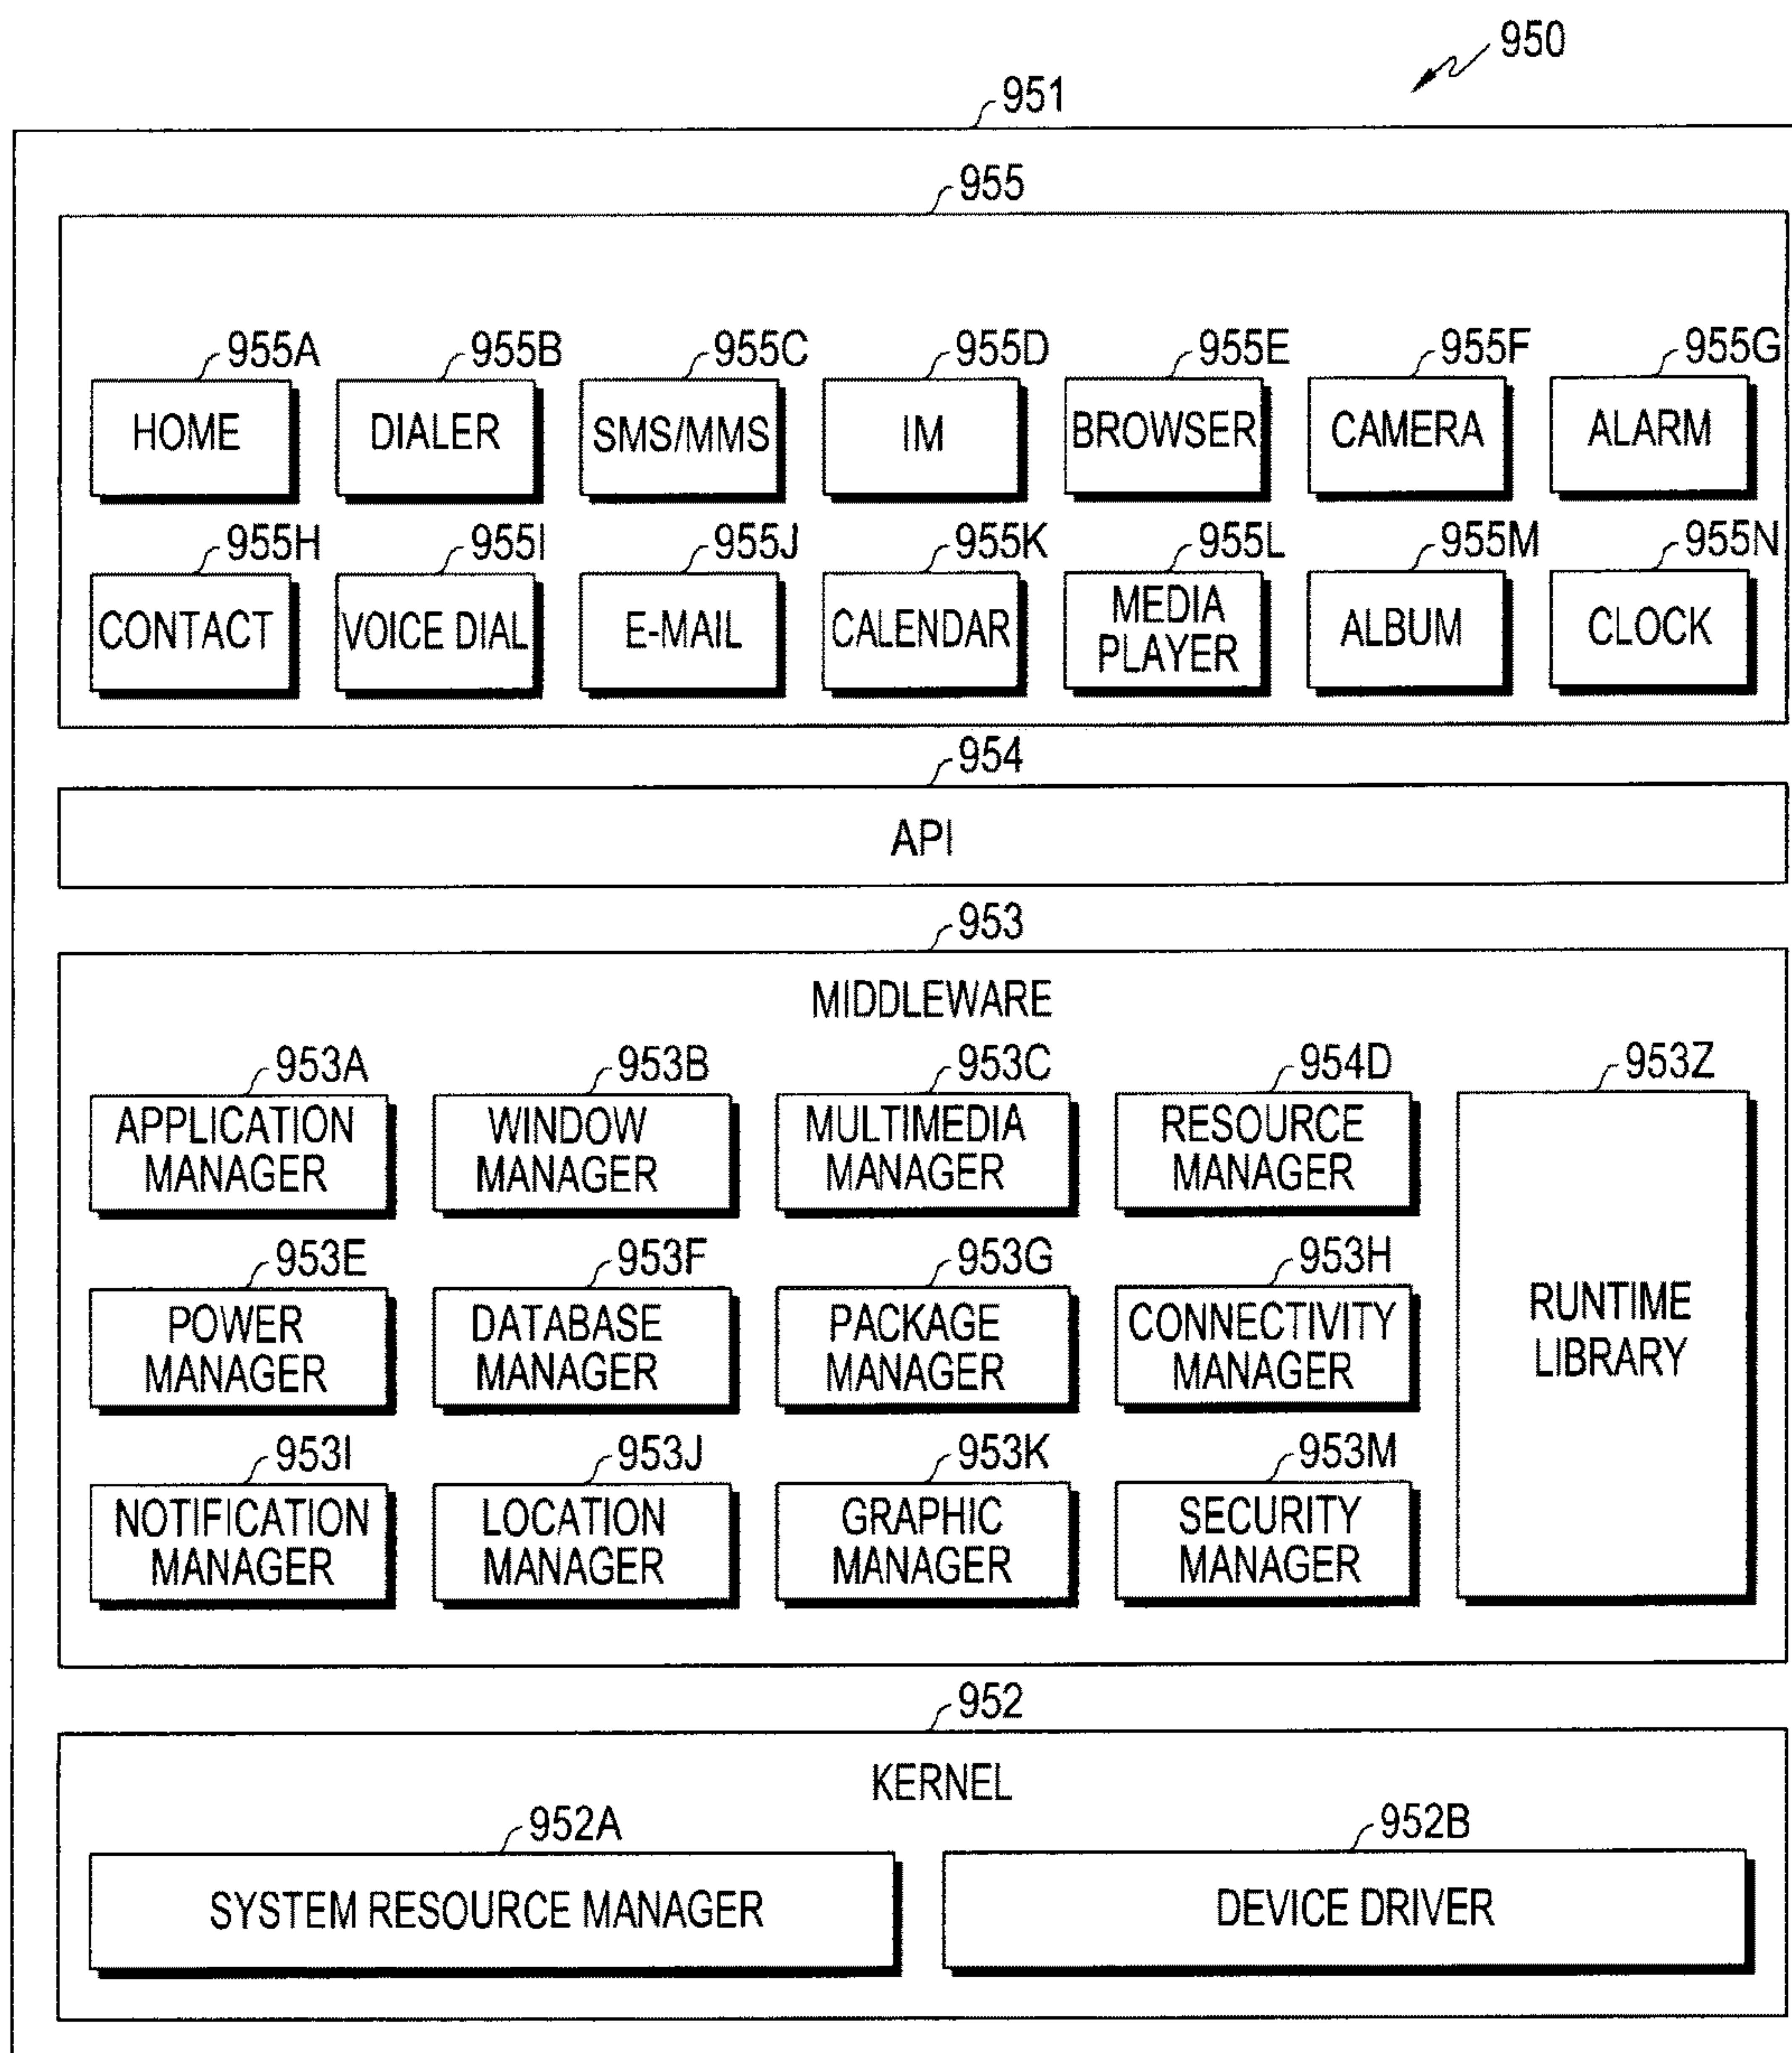 950
951
955
955A 955B 955C 955D 955E 955F 955G
HOME DIALER SMS/MMS IM BROWSER CAMERA ALARM
955H 955I 955J 955K 955L 955M 955N
CONTACT VOICE DIAL E-MAIL CALENDAR MEDIA PLAYER ALBUM CLOCK
954
API
953
MIDDLEWARE
953A 953B 953C 954D 953Z
APPLICATION MANAGER WINDOW MANAGER MULTIMEDIA MANAGER RESOURCE MANAGER
953E 953F 953G 953H
POWER MANAGER DATABASE MANAGER PACKAGE MANAGER CONNECTIVITY MANAGER
RUNTIME LIBRARY
953I 953J 953K 953M
NOTIFICATION MANAGER LOCATION MANAGER GRAPHIC MANAGER SECURITY MANAGER
952
KERNEL
952A 952B
SYSTEM RESOURCE MANAGER DEVICE DRIVER